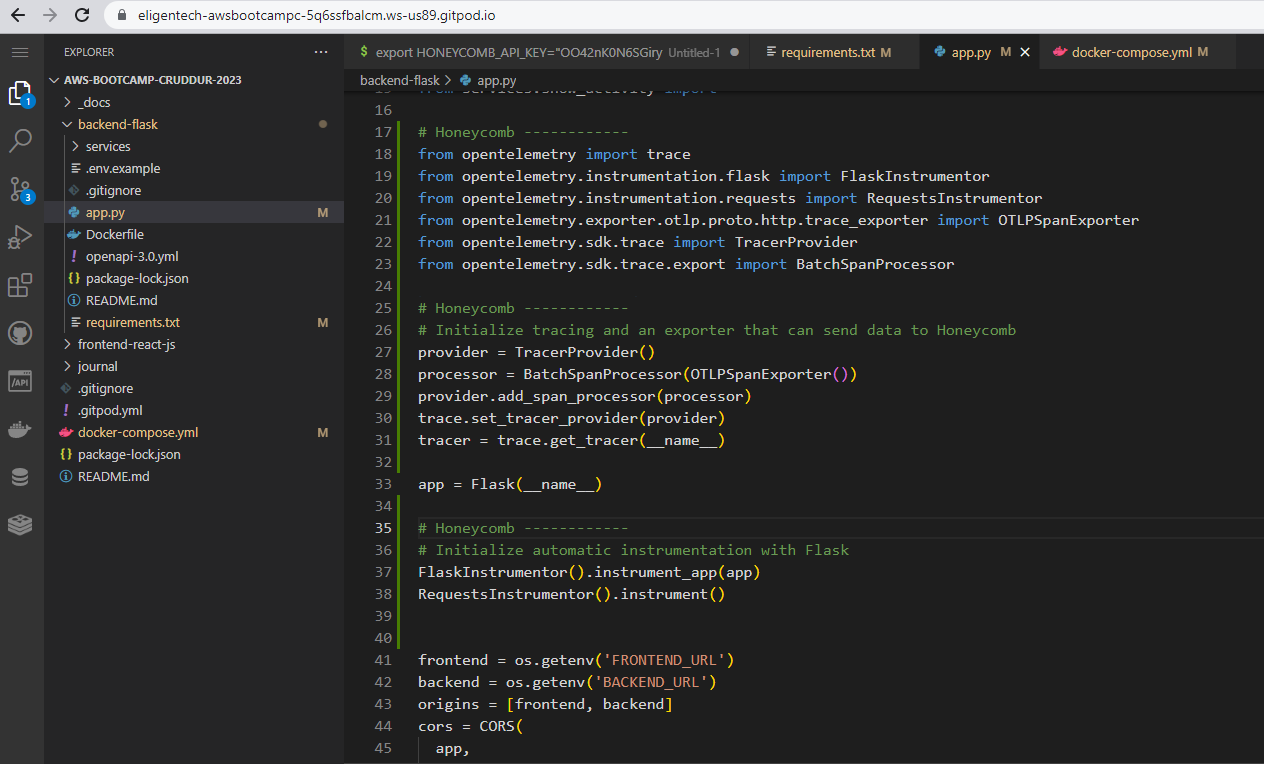 eligentech-awsbootcampc-5q6ssfbalcm.ws-us89.gitpod.io
EXPLORER
AWS-BOOTCAMP-CRUDDUR-2023
_docs
backend-flask
services
.env.example
.gitignore
app.py M
Dockerfile
openapi-3.0.yml
package-lock.json
README.md
requirements.txt M
frontend-react-js
journal
.gitignore
.gitpod.yml
docker-compose.yml M
package-lock.json
README.md
1
3
/API
$ export HONEYCOMB_API_KEY="OO42nK0N6SGiry Untitled-1
requirements.txt M
app.py M
docker-compose.yml M
backend-flask > app.py
15 from services.show_activity import
16
17 # Honeycomb ------------
18 from opentelemetry import trace
19 from opentelemetry.instrumentation.flask import FlaskInstrumentor
20 from opentelemetry.instrumentation.requests import RequestsInstrumentor
21 from opentelemetry.exporter.otlp.proto.http.trace_exporter import OTLPSpanExporter
22 from opentelemetry.sdk.trace import TracerProvider
23 from opentelemetry.sdk.trace.export import BatchSpanProcessor
24
25 # Honeycomb ------------
26 # Initialize tracing and an exporter that can send data to Honeycomb
27 provider = TracerProvider()
28 processor = BatchSpanProcessor(OTLPSpanExporter())
29 provider.add_span_processor(processor)
30 trace.set_tracer_provider(provider)
31 tracer = trace.get_tracer(__name__)
32
33 app = Flask(__name__)
34
35 # Honeycomb ------------
36 # Initialize automatic instrumentation with Flask
37 FlaskInstrumentor().instrument_app(app)
38 RequestsInstrumentor().instrument()
39
40
41 frontend = os.getenv('FRONTEND_URL')
42 backend = os.getenv('BACKEND_URL')
43 origins = [frontend, backend]
44 cors = CORS(
45 app,